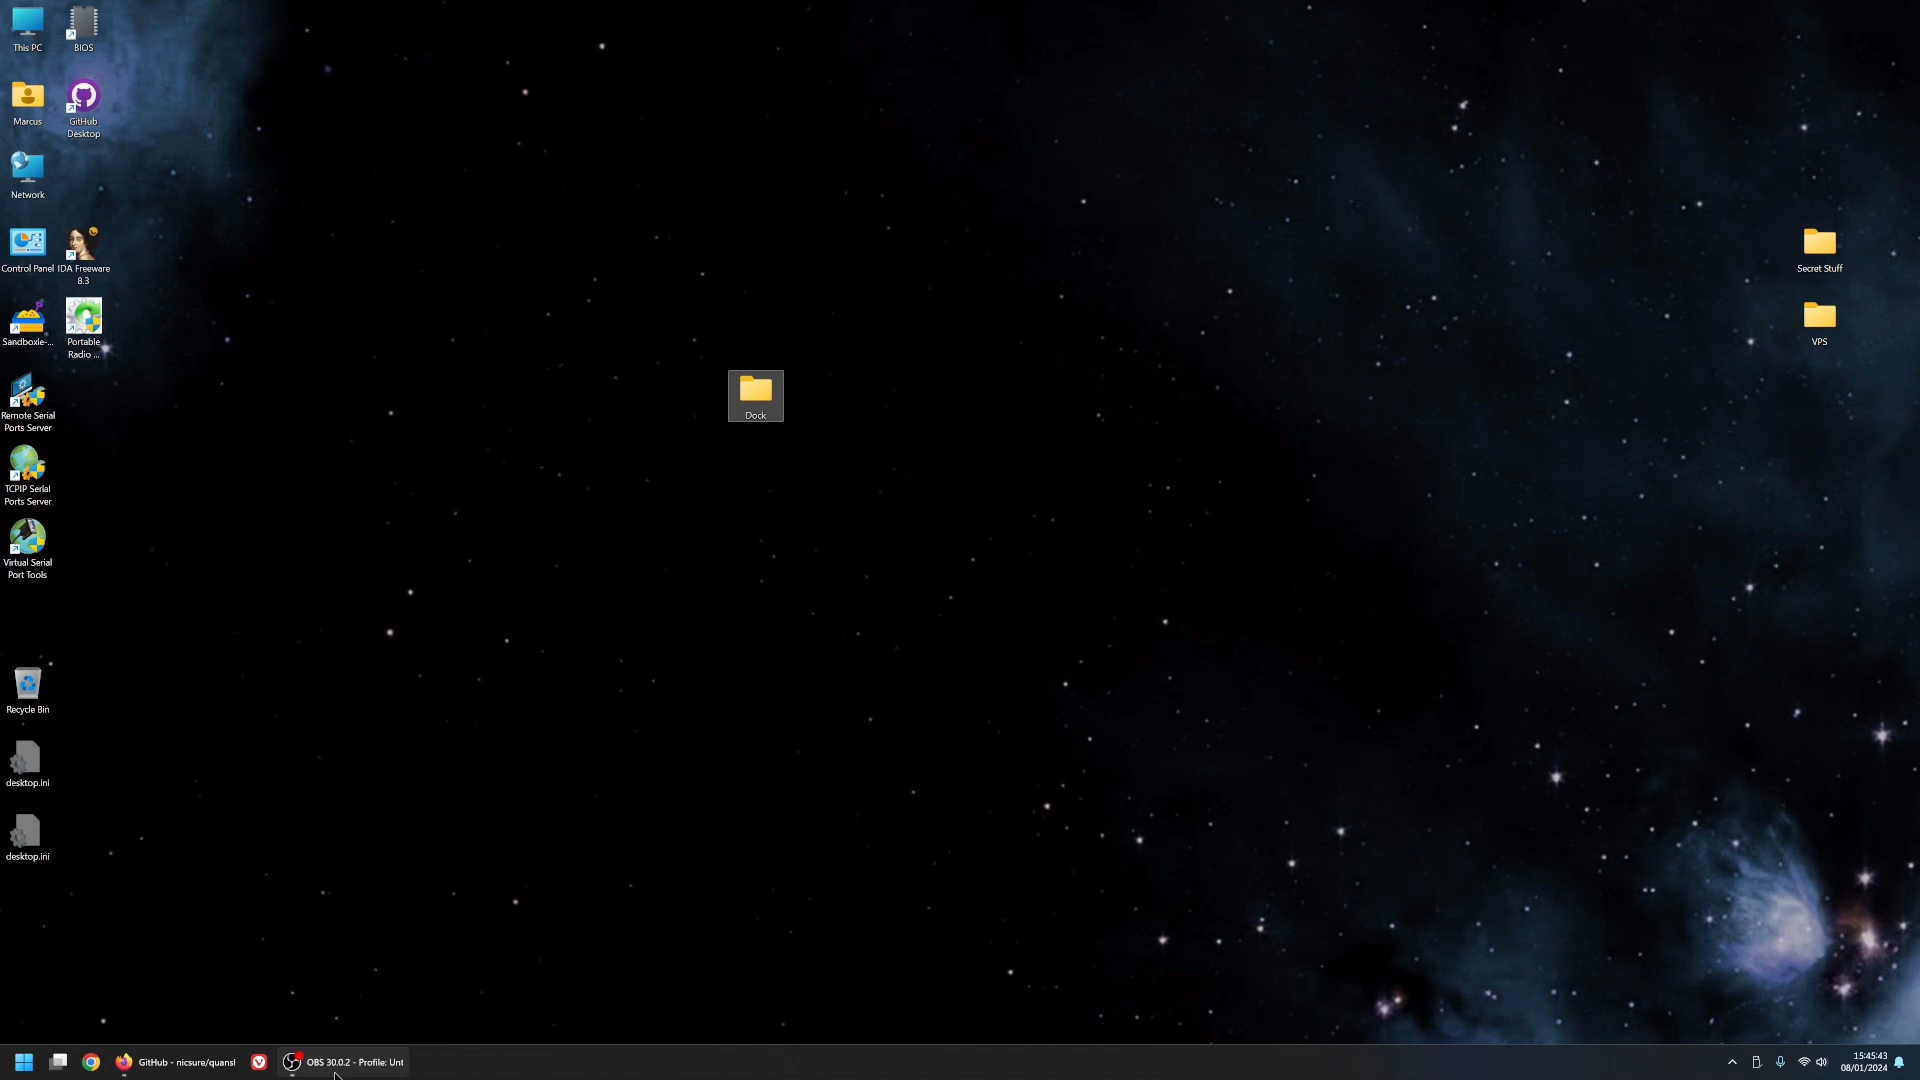 This PC
BIOS
Marcus
GitHub
Desktop
Network
Control Panel
IDA Freeware
8.3
Sandboxie-...
Portable
Radio ...
Remote Serial
Ports Server
TCPIP Serial
Ports Server
Virtual Serial
Port Tools
Recycle Bin
desktop.ini
desktop.ini
Dock
Secret Stuff
VPS
GitHub - nicsure/quansl
OBS 30.0.2 - Profile: Unt
15:45:43
08/01/2024